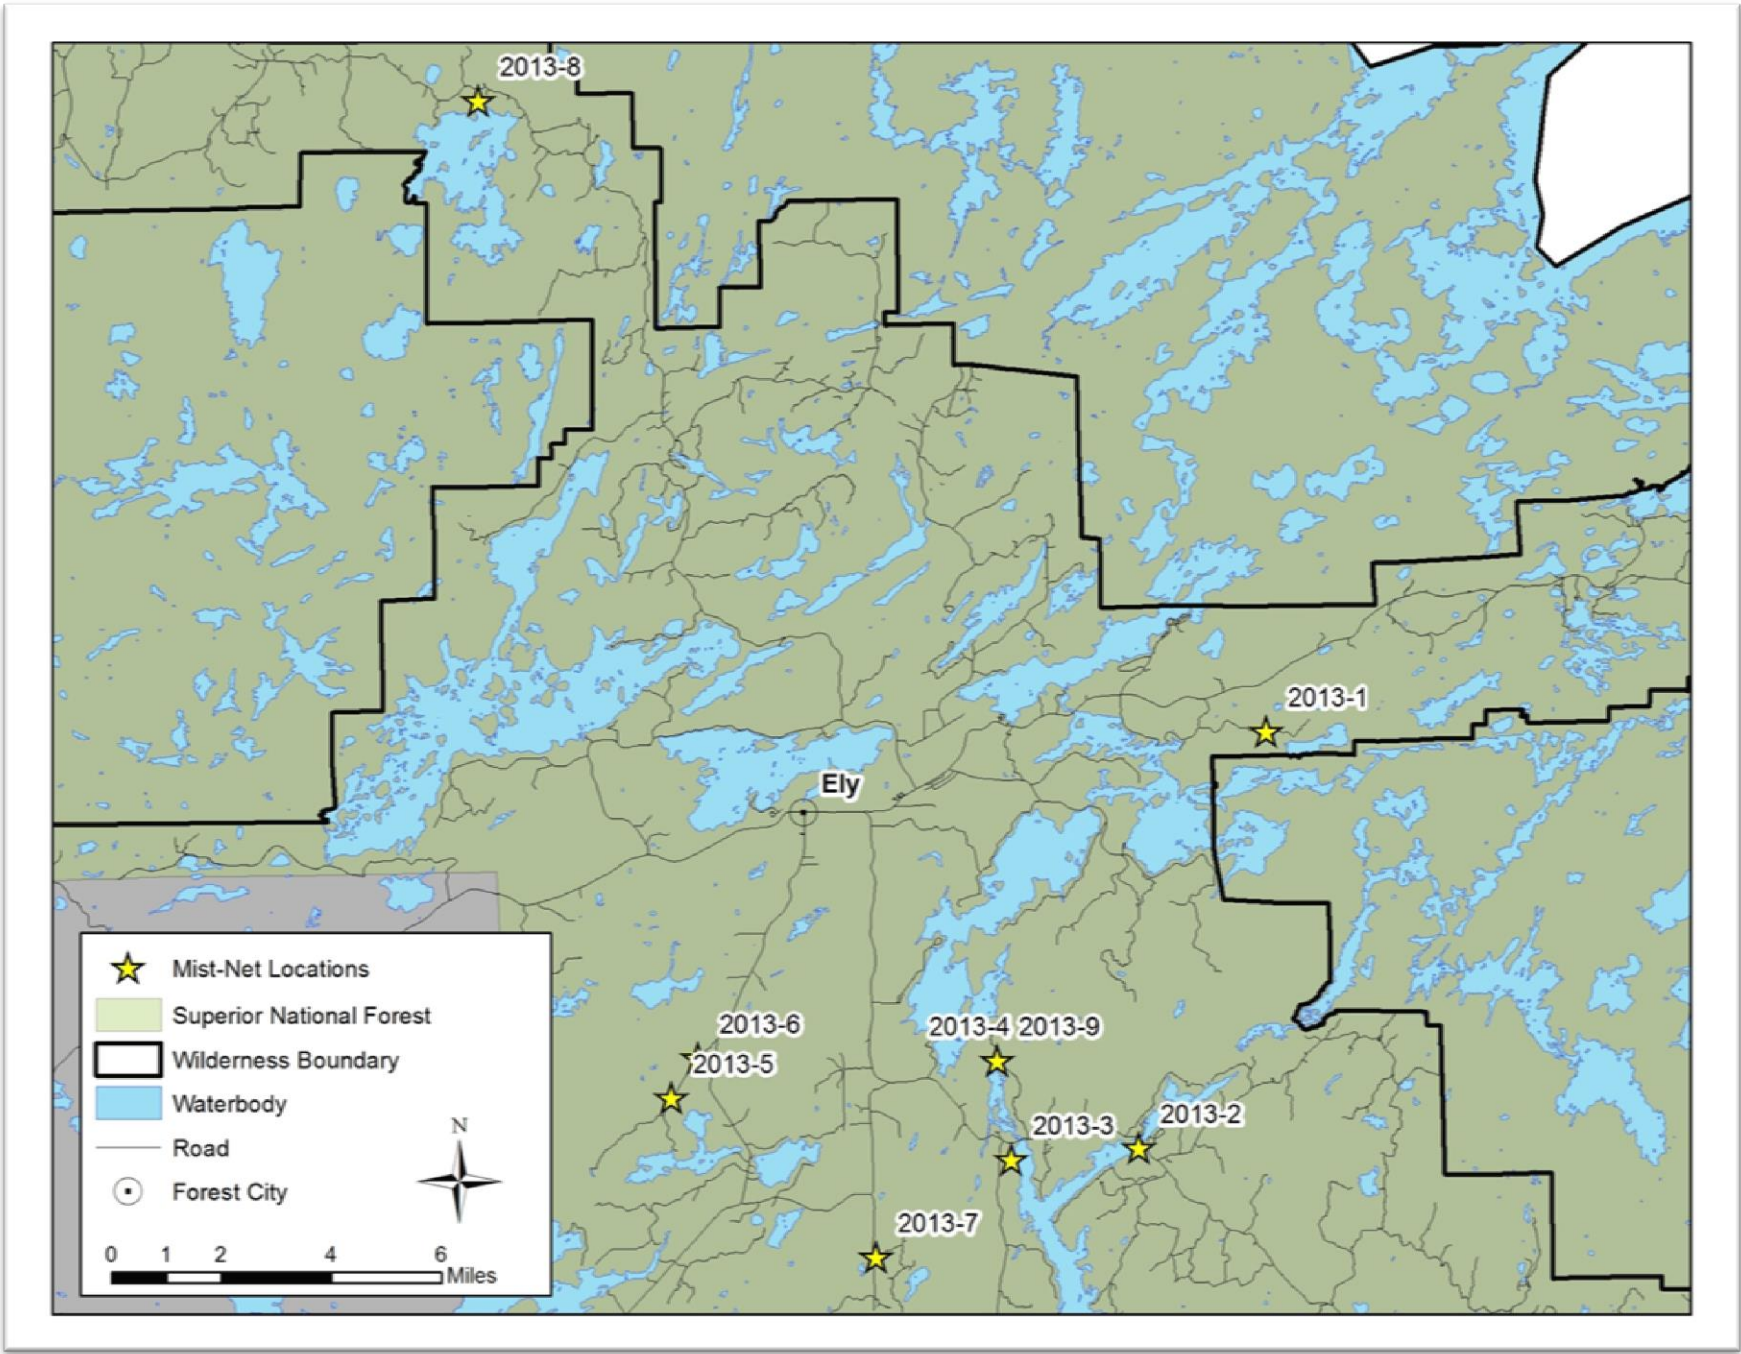 2013-8
2013-1
Ely
2013-6
2013-5
2013-4 2013-9
2013-3
2013-2
2013-7
Mist-Net Locations
Superior National Forest
Wilderness Boundary
Waterbody
Road
Forest City
N
0 1 2 4 6
Miles